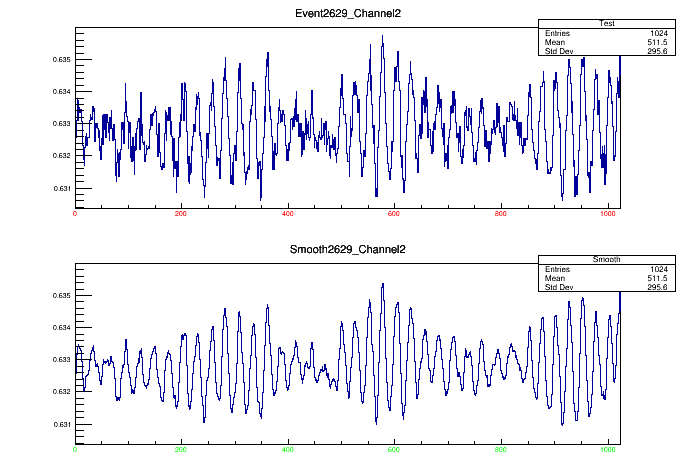 Event2629_Channel2
Test
Entries 1024
Mean 511.5
Std Dev 295.6
0.635
0.634
0.633
0.632
0.631
0 200 400 600 800 1000
Smooth2629_Channel2
Smooth
Entries 1024
Mean 511.5
Std Dev 295.6
0.635
0.634
0.633
0.632
0.631
0 200 400 600 800 1000